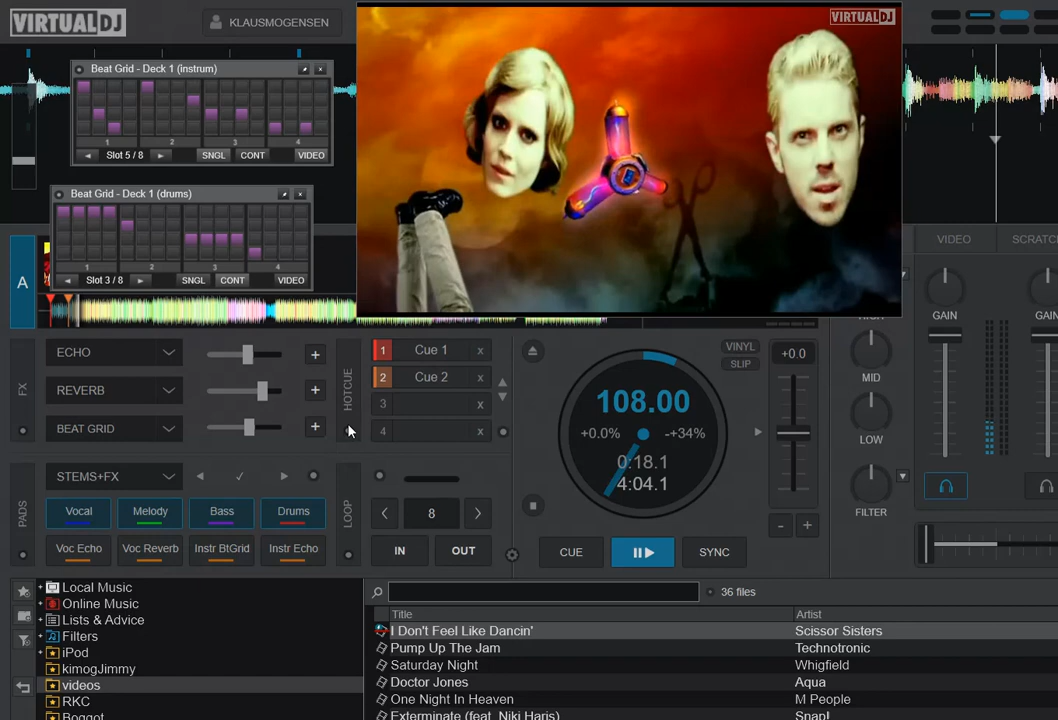 VIRTUALDJ
KLAUSMOGENSEN
VIRTUALDJ
Beat Grid - Deck 1 (instrum) x
1 2 3 4
Slot 5 / 8 SNGL CONT VIDEO
Beat Grid - Deck 1 (drums) x
1 2 3 4
Slot 3 / 8 SNGL CONT VIDEO
A
VIDEO SCRATCH
GAIN GAIN
MID
LOW
FILTER
FX
ECHO +
REVERB +
BEAT GRID +
HOTCUE
1 Cue 1 x
2 Cue 2 x
3 x
4 x
VINYL
SLIP
108.00
+0.0% -+34%
0:18.1
4:04.1
+0.0
- +
PADS
STEMS+FX
Vocal Melody Bass Drums
Voc Echo Voc Reverb Instr BtGrid Instr Echo
LOOP
< 8 >
IN OUT
CUE SYNC
Local Music
Online Music
Lists & Advice
Filters
iPod
kimogJimmy
videos
RKC
Boggot
36 files
Title Artist
I Don't Feel Like Dancin' Scissor Sisters
Pump Up The Jam Technotronic
Saturday Night Whigfield
Doctor Jones Aqua
One Night In Heaven M People
Exterminate (feat. Niki Haris) Snap!